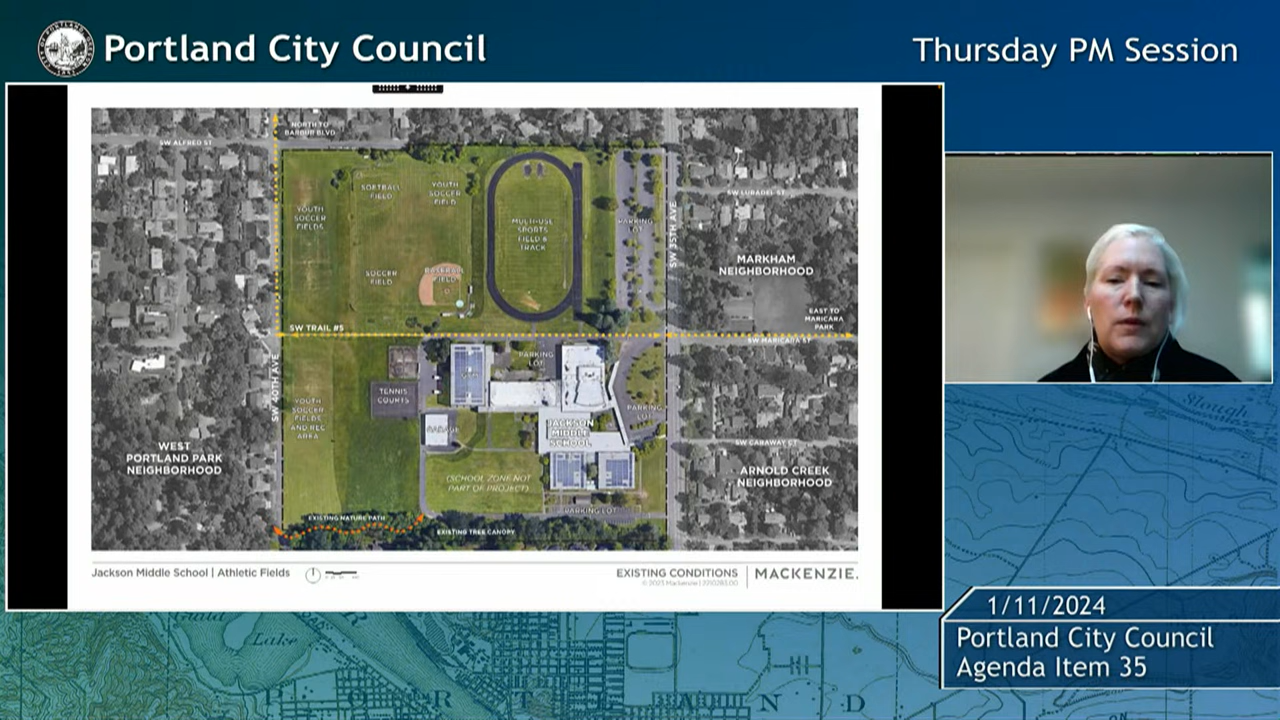 Portland City Council
Thursday PM Session
NORTH TO
BARBUR BLVD
SW ALFRED ST
SOFTBALL
FIELD
YOUTH
SOCCER
FIELD
YOUTH
SOCCER
FIELDS
MULTI-USE
SPORTS
FIELD &
TRACK
PARKING
LOT
SW 35TH AVE
SW LURADEL ST
MARKHAM
NEIGHBORHOOD
SOCCER
FIELD
BASEBALL
FIELD
EAST TO
MARICARA
PARK
SW TRAIL #5
SW MARICARA ST
SW 40TH AVE
PARKING
LOT
TENNIS
COURTS
YOUTH
SOCCER
FIELDS
AND REC
AREA
GARAGE
JACKSON
MIDDLE
SCHOOL
PARKING
LOT
SW CARAWAY CT
WEST
PORTLAND PARK
NEIGHBORHOOD
(SCHOOL ZONE NOT
PART OF PROJECT)
ARNOLD CREEK
NEIGHBORHOOD
PARKING LOT
EXISTING NATURE PATH
EXISTING TREE CANOPY
Jackson Middle School | Athletic Fields
EXISTING CONDITIONS
MACKENZIE.
Slough
Guild
Lake
R T L A N D
1/11/2024
Portland City Council
Agenda Item 35